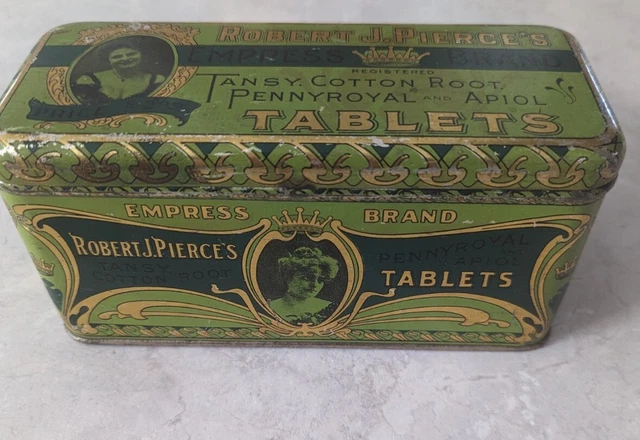 ROBERT J. PIERCE'S
EMPRESS BRAND
REGISTERED
TANSY, COTTON ROOT,
PENNYROYAL AND APIOL
TABLETS
PRICE
EMPRESS BRAND
ROBERT J. PIERCE'S
TANSY
COTTON ROOT
PENNYROYAL
APIOL
TABLETS